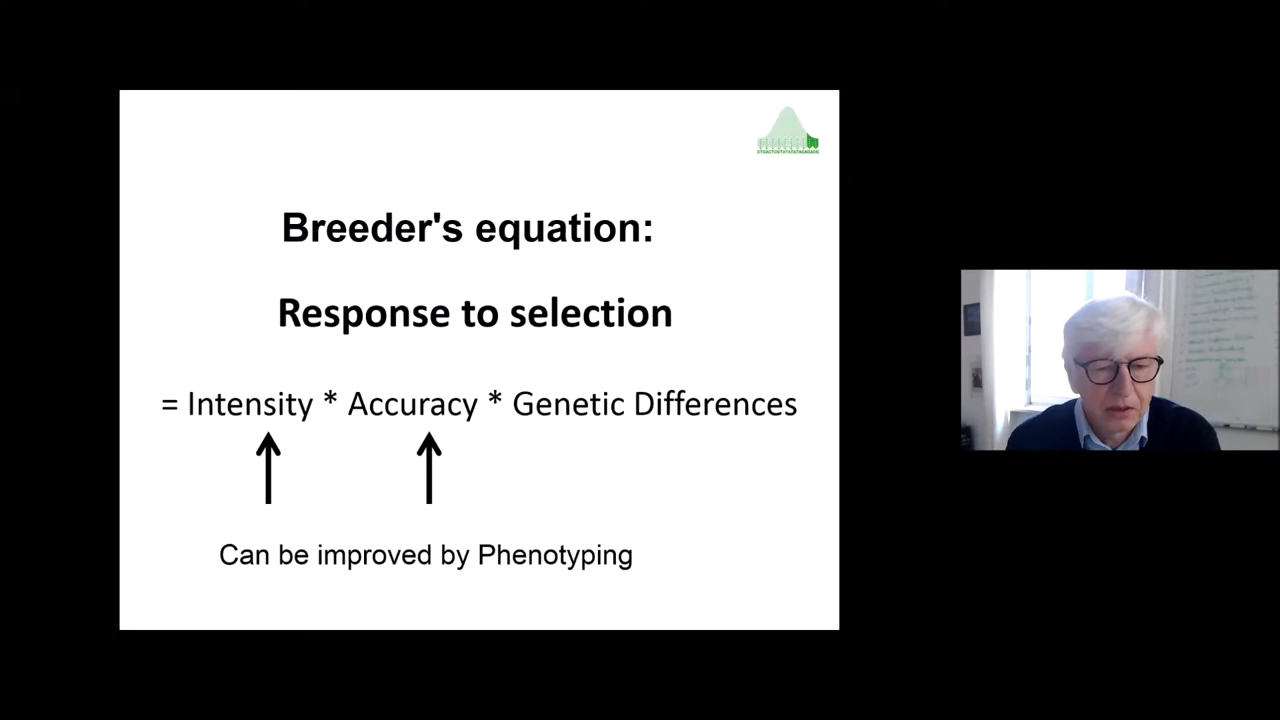 Breeder's equation:
Response to selection
= Intensity * Accuracy * Genetic Differences
Can be improved by Phenotyping